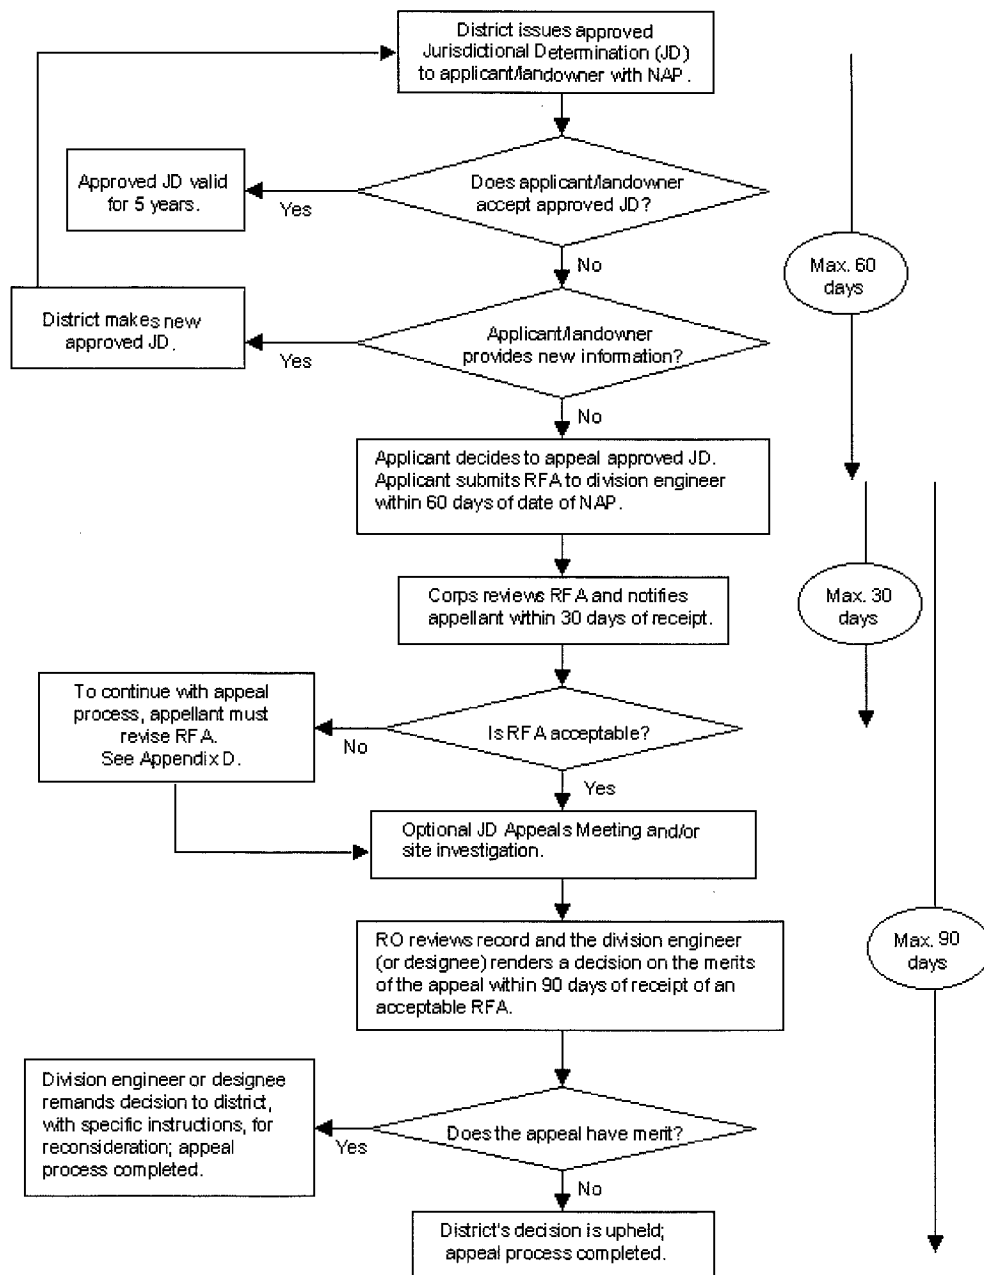 District issues approved
Jurisdictional Determination (JD)
to applicant/landowner with NAP.
Does applicant/landowner
accept approved JD?
Yes
Approved JD valid
for 5 years.
No
Max. 60
days
Applicant/landowner
provides new information?
Yes
District makes new
approved JD.
No
Applicant decides to appeal approved JD.
Applicant submits RFA to division engineer
within 60 days of date of NAP.
Corps reviews RFA and notifies
appellant within 30 days of receipt.
Max. 30
days
Is RFA acceptable?
No
To continue with appeal
process, appellant must
revise RFA.
See Appendix D.
Yes
Optional JD Appeals Meeting and/or
site investigation.
RO reviews record and the division engineer
(or designee) renders a decision on the merits
of the appeal within 90 days of receipt of an
acceptable RFA.
Max. 90
days
Does the appeal have merit?
Yes
Division engineer or designee
remands decision to district,
with specific instructions, for
reconsideration; appeal
process completed.
No
District's decision is upheld;
appeal process completed.